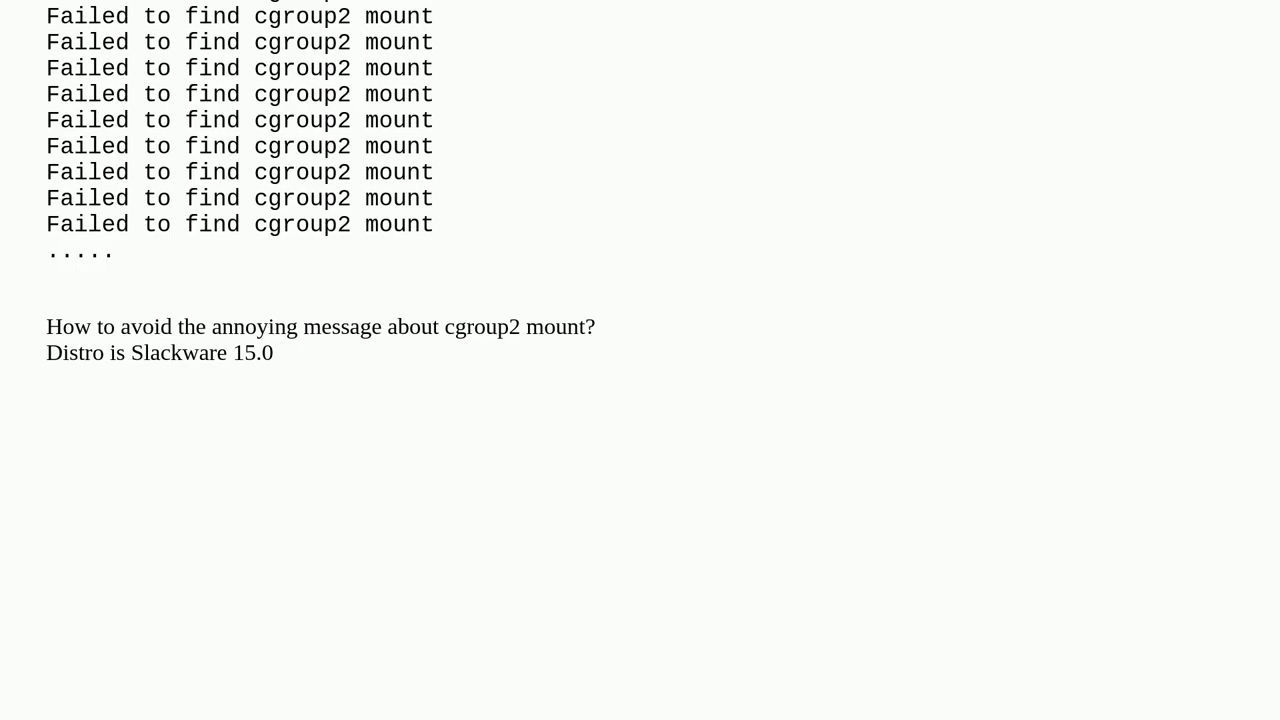 Failed to find cgroup2 mount
Failed to find cgroup2 mount
Failed to find cgroup2 mount
Failed to find cgroup2 mount
Failed to find cgroup2 mount
Failed to find cgroup2 mount
Failed to find cgroup2 mount
Failed to find cgroup2 mount
Failed to find cgroup2 mount
.....
How to avoid the annoying message about cgroup2 mount?
Distro is Slackware 15.0